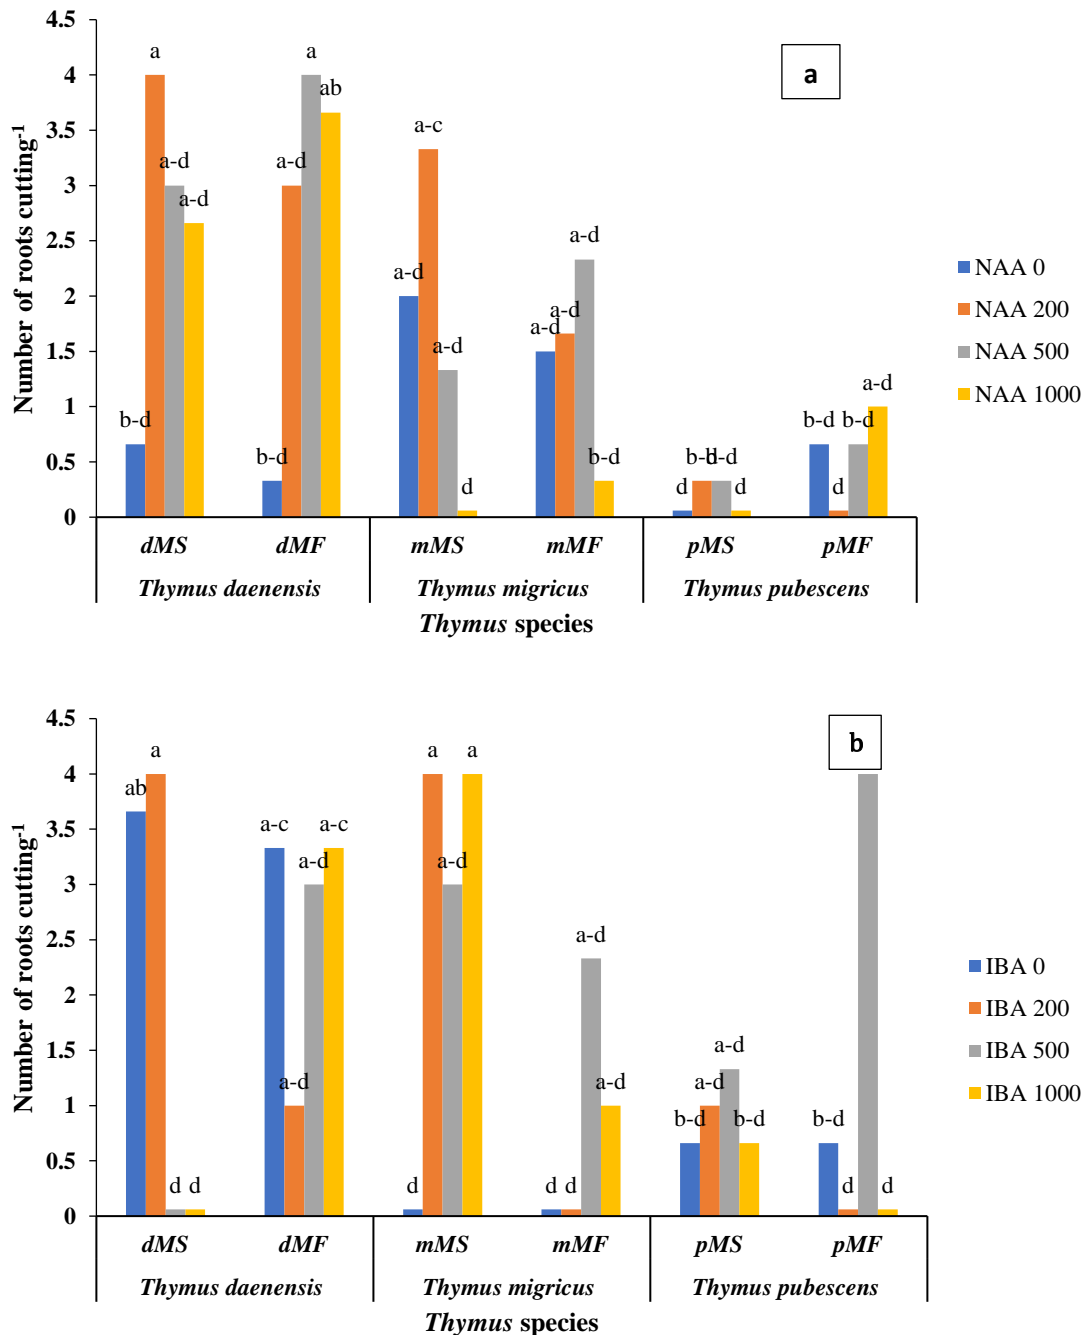 a
Number of roots cutting-1
4.5
4
3.5
3
2.5
2
1.5
1
0.5
0
b-d
a
a-d
a-d
b-d
a-d
a
ab
a-d
a-c
a-d
d
a-d
a-d
a-d
b-d
d
b-d
b-d
d
b-d
d
b-d
a-d
NAA 0
NAA 200
NAA 500
NAA 1000
dMS dMF mMS mMF pMS pMF
Thymus daenensis Thymus migricus Thymus pubescens
Thymus species
b
Number of roots cutting-1
4.5
4
3.5
3
2.5
2
1.5
1
0.5
0
ab
a
d
d
a-c
a-d
a-d
a-c
d
a
a-d
a
d
d
a-d
a-d
b-d
a-d
a-d
b-d
b-d
d
d
IBA 0
IBA 200
IBA 500
IBA 1000
dMS dMF mMS mMF pMS pMF
Thymus daenensis Thymus migricus Thymus pubescens
Thymus species